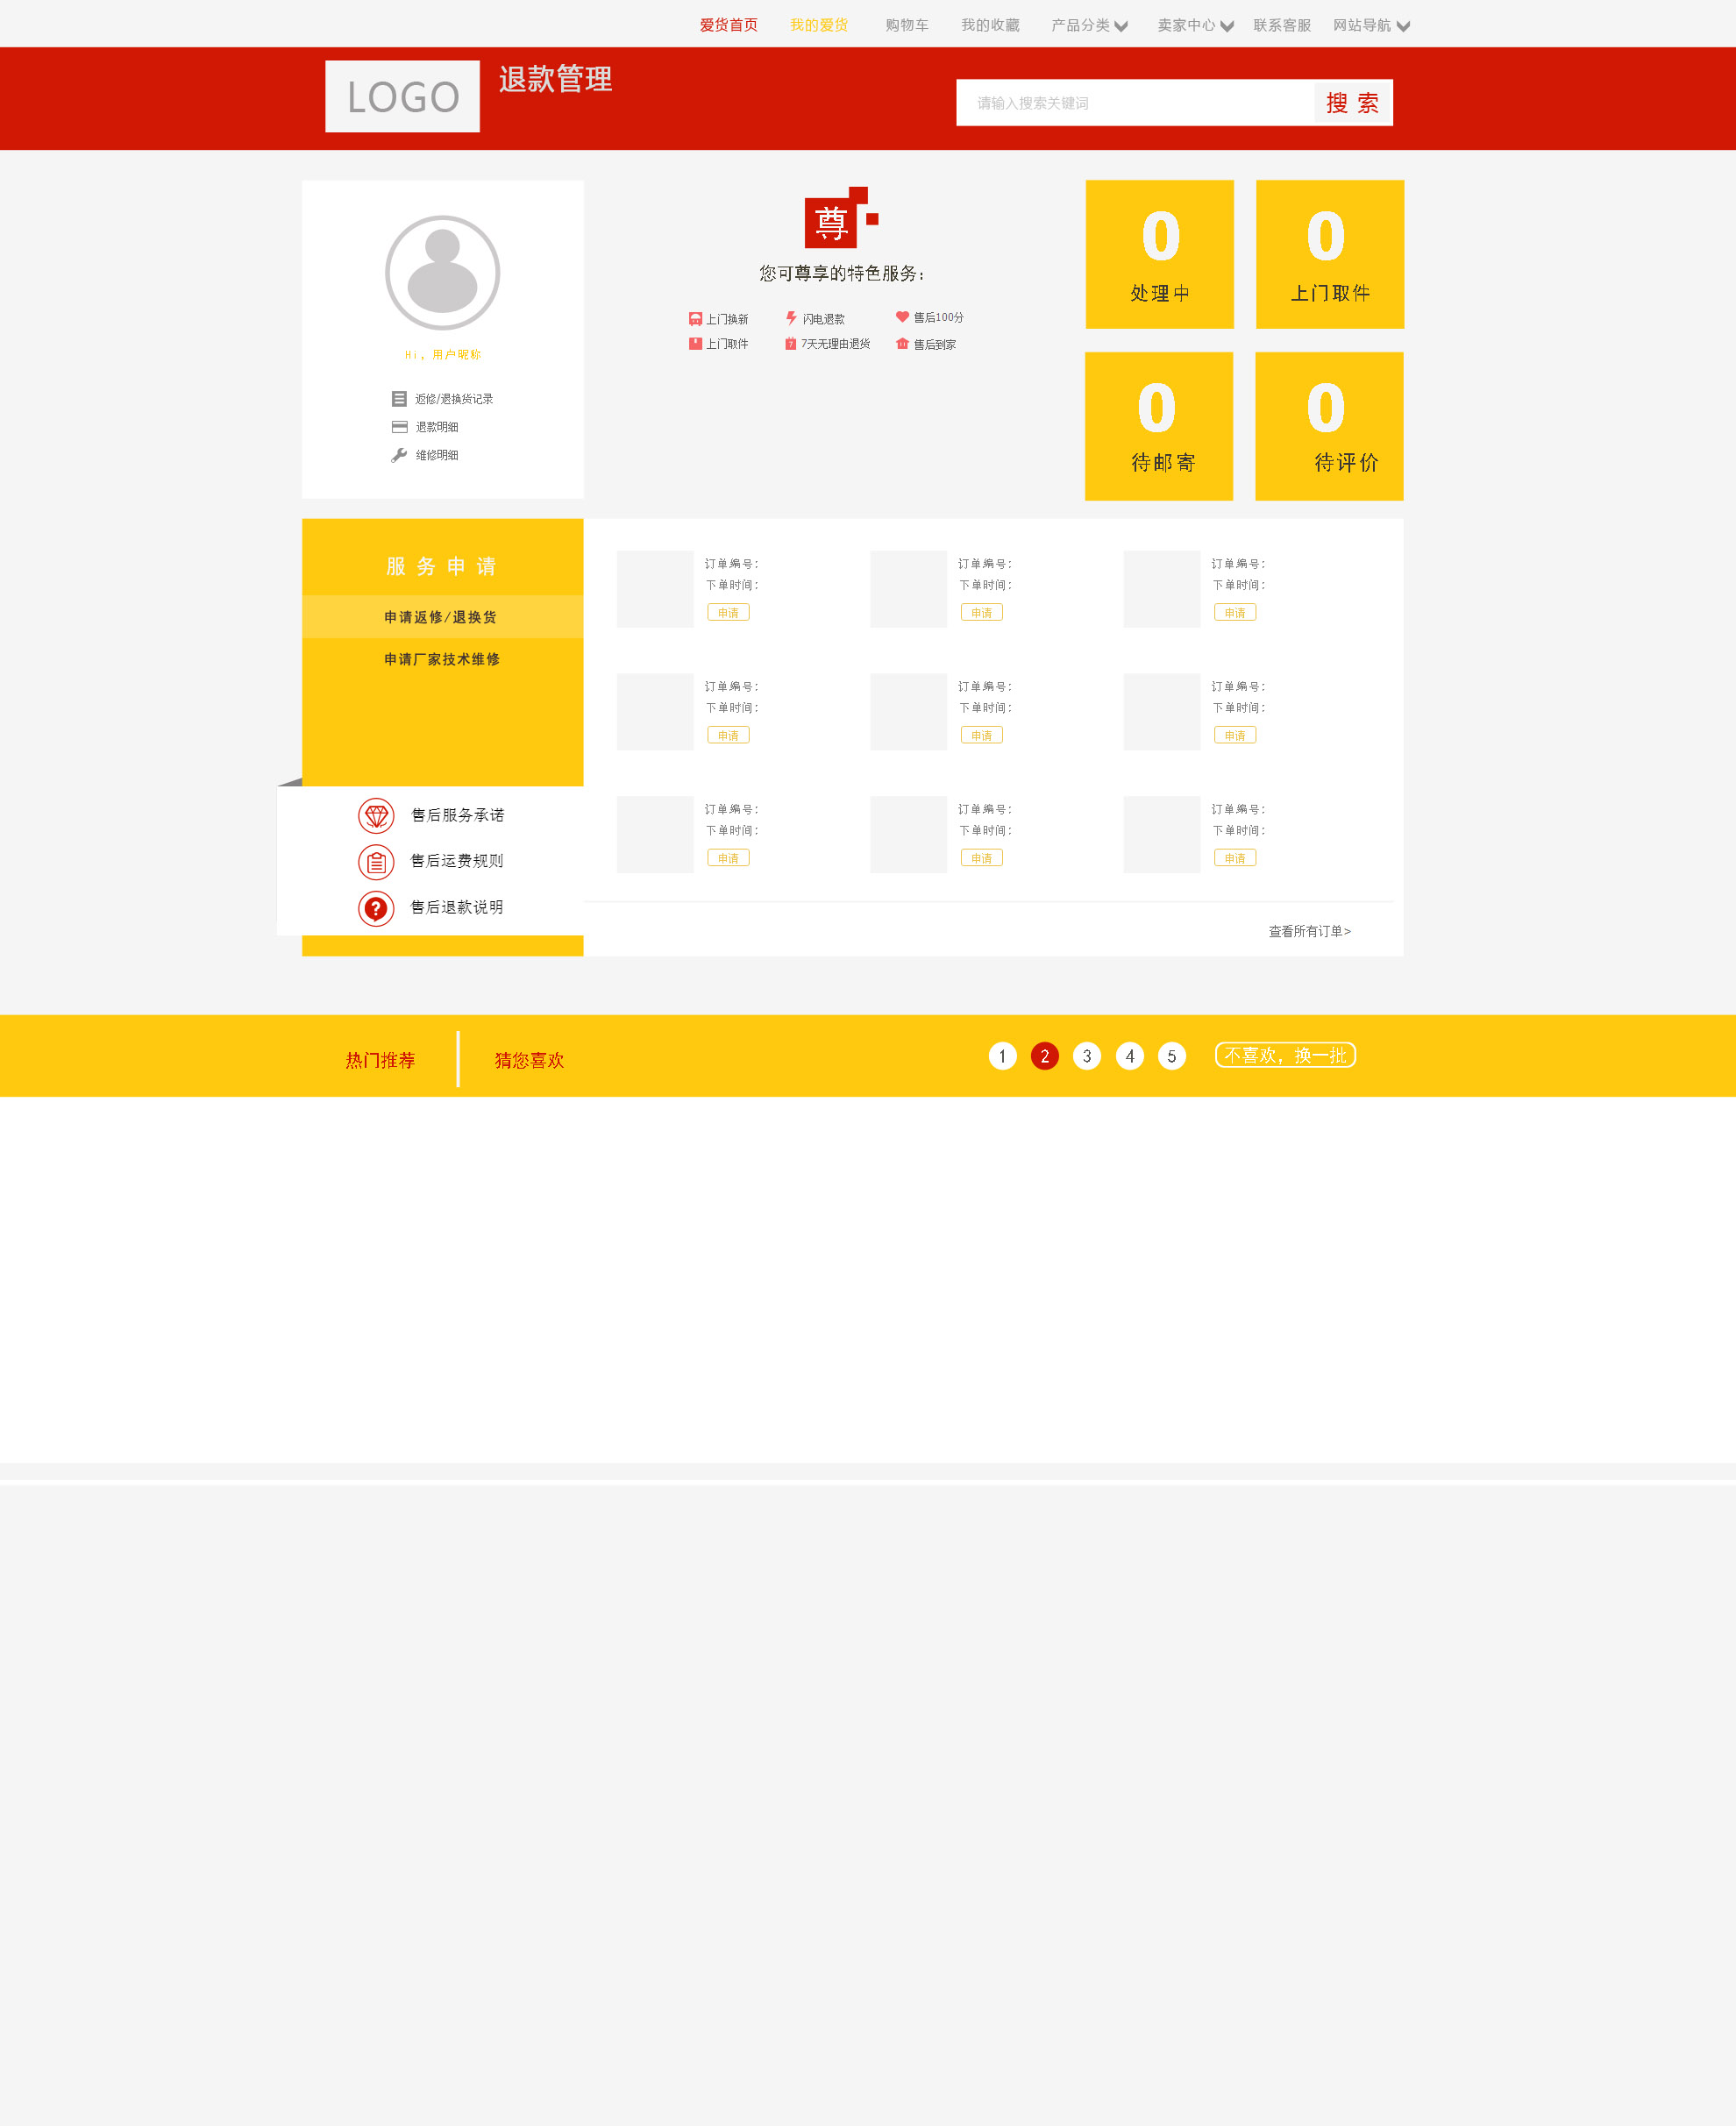 爱货首页 我的爱货 购物车 我的收藏 产品分类 卖家中心 联系客服 网站导航
LOGO 退款管理
请输入搜索关键词 搜 索
Hi，用户昵称
返修/退换货记录
退款明细
维修明细
尊
您可尊享的特色服务：
上门换新 闪电退款 售后100分
上门取件 7天无理由退货 售后到家
0 0
处理中 上门取件
0 0
待邮寄 待评价
服务申请
申请返修/退换货
申请厂家技术维修
售后服务承诺
售后运费规则
售后退款说明
订单编号： 订单编号： 订单编号：
下单时间： 下单时间： 下单时间：
申请 申请 申请
订单编号： 订单编号： 订单编号：
下单时间： 下单时间： 下单时间：
申请 申请 申请
订单编号： 订单编号： 订单编号：
下单时间： 下单时间： 下单时间：
申请 申请 申请
查看所有订单>
热门推荐 猜您喜欢 1 2 3 4 5 不喜欢，换一批